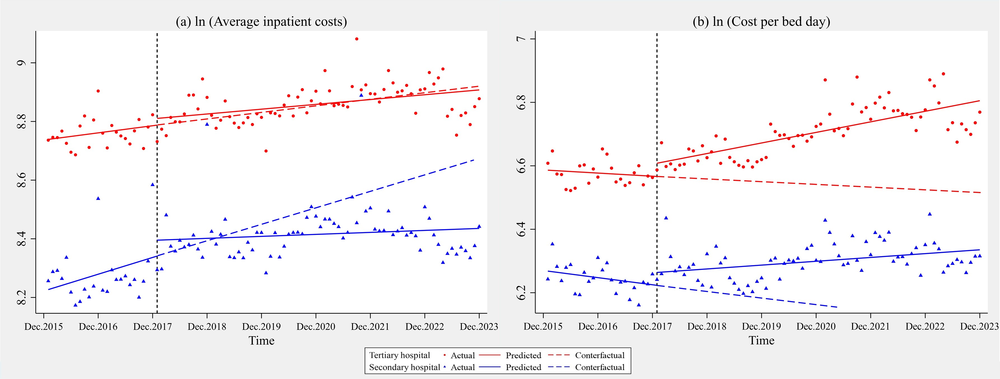 (a) ln (Average inpatient costs)
9
8.8
8.6
8.4
8.2
Dec.2015 Dec.2016 Dec.2017 Dec.2018 Dec.2019 Dec.2020 Dec.2021 Dec.2022 Dec.2023
Time
(b) ln (Cost per bed day)
7
6.8
6.6
6.4
6.2
Dec.2015 Dec.2016 Dec.2017 Dec.2018 Dec.2019 Dec.2020 Dec.2021 Dec.2022 Dec.2023
Time
Tertiary hospital Actual Predicted Conterfactual
Secondary hospital Actual Predicted Conterfactual